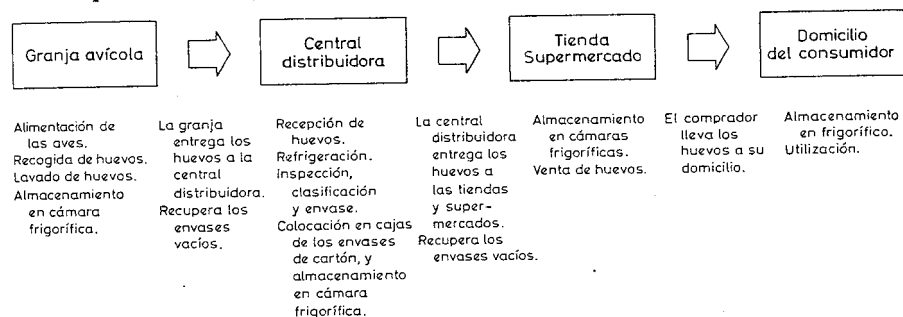 Granja avícola
Central
distribuidora
Tienda
Supermercado
Domicilio
del consumidor
Alimentación de
las aves.
Recogida de huevos.
Lavado de huevos.
Almacenamiento
en cámara
frigorífica.
La granja
entrega los
huevos a la
central
distribuidora.
Recupera los
envases
vacíos.
Recepción de
huevos.
Refrigeración.
Inspección,
clasificación
y envase.
Colocación en cajas
de los envases
de cartón, y
almacenamiento
en cámara
frigorífica.
La central
distribuidora
entrega los
huevos a
las tiendas
y super-
mercados.
Recupera los
envases vacíos.
Almacenamiento
en cámaras
frigoríficas.
Venta de huevos.
El comprador
lleva los
huevos a su
domicilio.
Almacenamiento
en frigorífico.
Utilización.